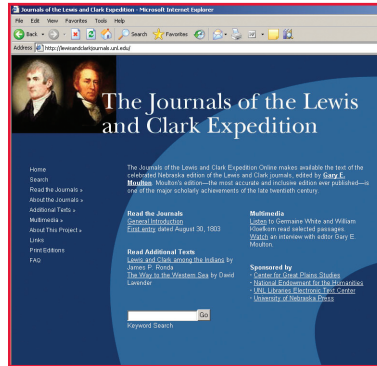 Journals of the Lewis and Clark Expedition - Microsoft Internet Explorer
File Edit View Favorites Tools Help
Back Search Favorites
Address http://lewisandclarkjournals.unl.edu/
The Journals of the Lewis
and Clark Expedition
Home
Search
Read the Journals »
About the Journals »
Additional Texts »
Multimedia »
About This Project »
Links
Print Editions
FAQ
The Journals of the Lewis and Clark Expedition Online makes available the text of the
celebrated Nebraska edition of the Lewis and Clark journals, edited by Gary E.
Moulton. Moulton's edition—the most accurate and inclusive edition ever published—is
one of the major scholarly achievements of the late twentieth century.
Read the Journals
General Introduction
First entry dated August 30, 1803
Read Additional Texts
Lewis and Clark among the Indians by
James P. Ronda
The Way to the Western Sea by David
Lavender
Multimedia
Listen to Germaine White and William
Kloefkorn read selected passages.
Watch an interview with editor Gary E.
Moulton.
Sponsored by
· Center for Great Plains Studies
· National Endowment for the Humanities
· UNL Libraries Electronic Text Center
· University of Nebraska Press
Go
Keyword Search